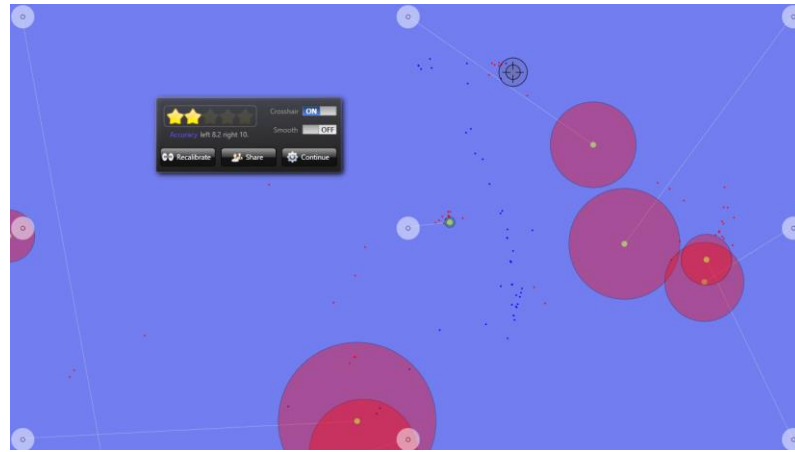 Crosshair ON
Accuracy left 8.2 right 10.
Smooth OFF
Recalibrate Share Continue